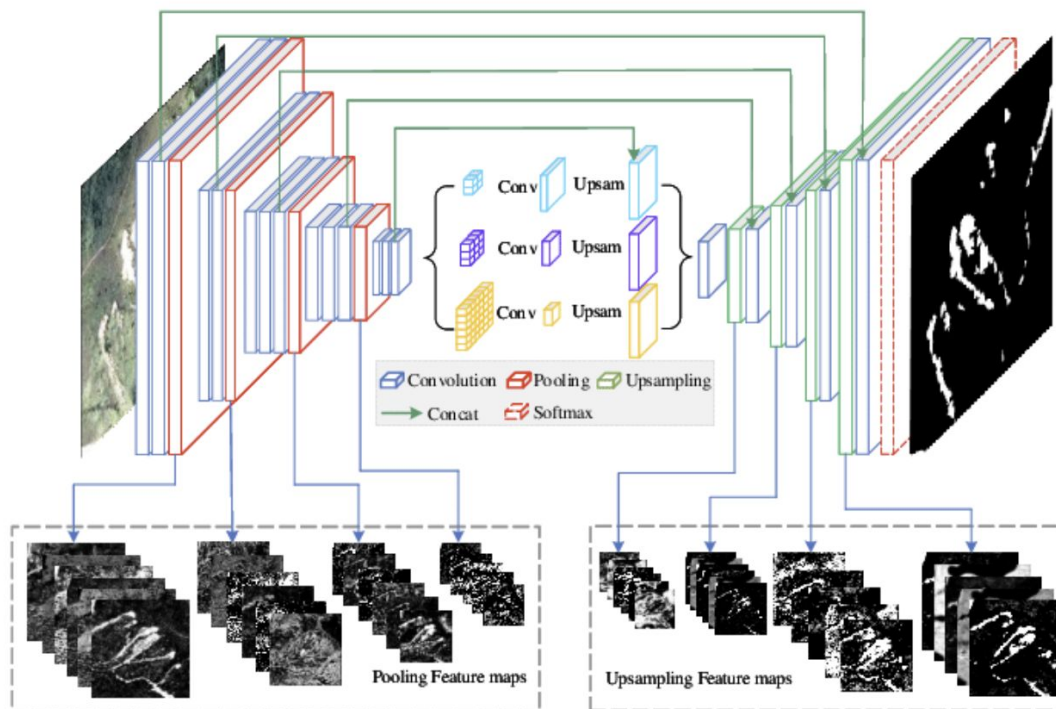 Conv Upsam
Conv Upsam
Conv Upsam
Convolution Pooling Upsampling
Concat Softmax
Pooling Feature maps
Upsampling Feature maps